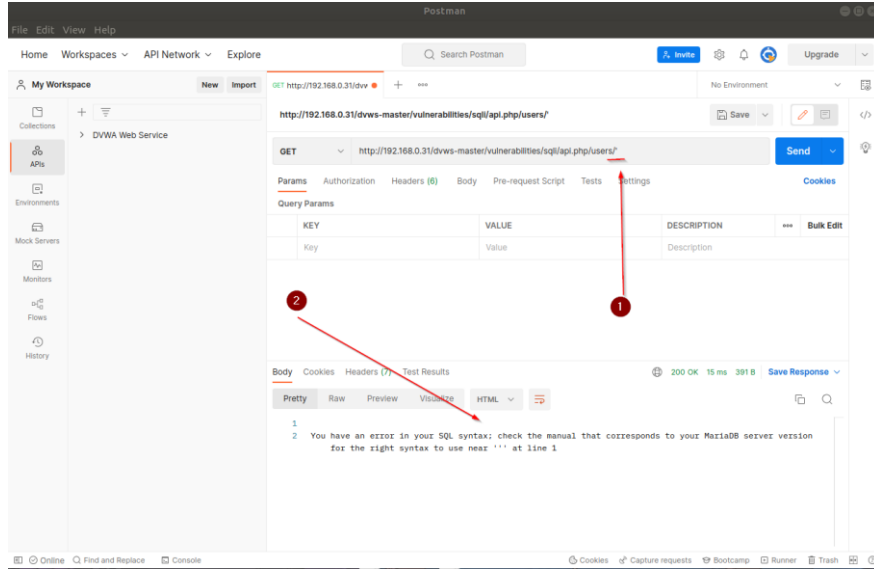 Postman
File Edit View Help
Home Workspaces API Network Explore Search Postman Invite Upgrade
My Workspace New Import GET http://192.168.0.31/dvv No Environment
http://192.168.0.31/dvws-master/vulnerabilities/sqli/api.php/users/' Save
Collections
DVWA Web Service
GET http://192.168.0.31/dvws-master/vulnerabilities/sqli/api.php/users/' Send
APIs
Params Authorization Headers (6) Body Pre-request Script Tests Settings Cookies
Environments
Query Params
KEY VALUE DESCRIPTION Bulk Edit
Mock Servers
Key Value Description
Monitors
Flows
2
1
History
Body Cookies Headers (7) Test Results 200 OK 15 ms 391 B Save Response
Pretty Raw Preview Visualize HTML
1
2 You have an error in your SQL syntax; check the manual that corresponds to your MariaDB server version
for the right syntax to use near ''' at line 1
Online Find and Replace Console Cookies Capture requests Bootcamp Runner Trash